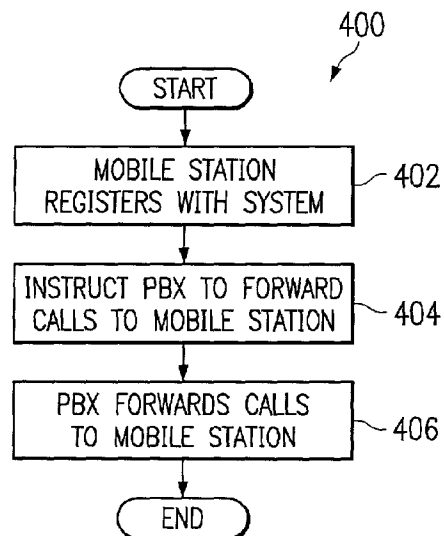 400
START
MOBILE STATION
REGISTERS WITH SYSTEM
402
INSTRUCT PBX TO FORWARD
CALLS TO MOBILE STATION
404
PBX FORWARDS CALLS
TO MOBILE STATION
406
END